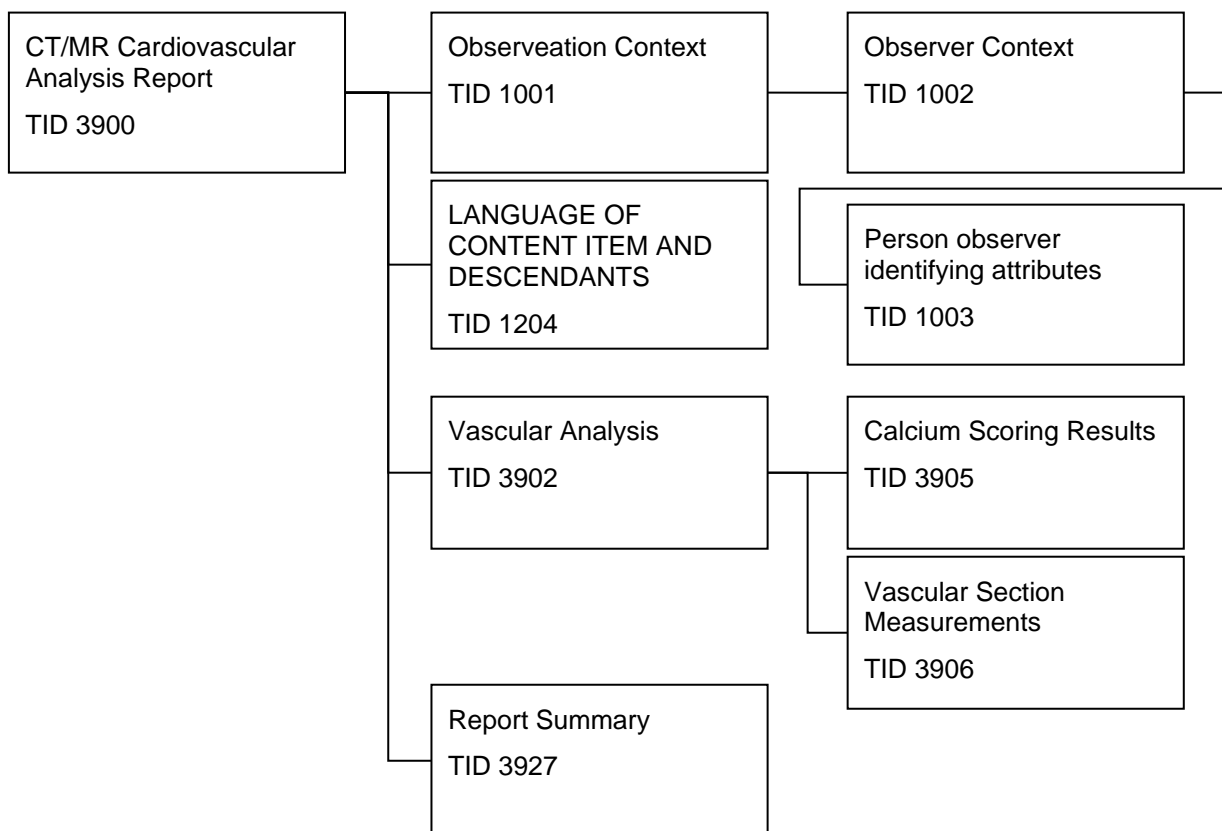 CT/MR Cardiovascular
Analysis Report
TID 3900
Observeation Context
TID 1001
Observer Context
TID 1002
LANGUAGE OF
CONTENT ITEM AND
DESCENDANTS
TID 1204
Person observer
identifying attributes
TID 1003
Vascular Analysis
TID 3902
Calcium Scoring Results
TID 3905
Vascular Section
Measurements
TID 3906
Report Summary
TID 3927